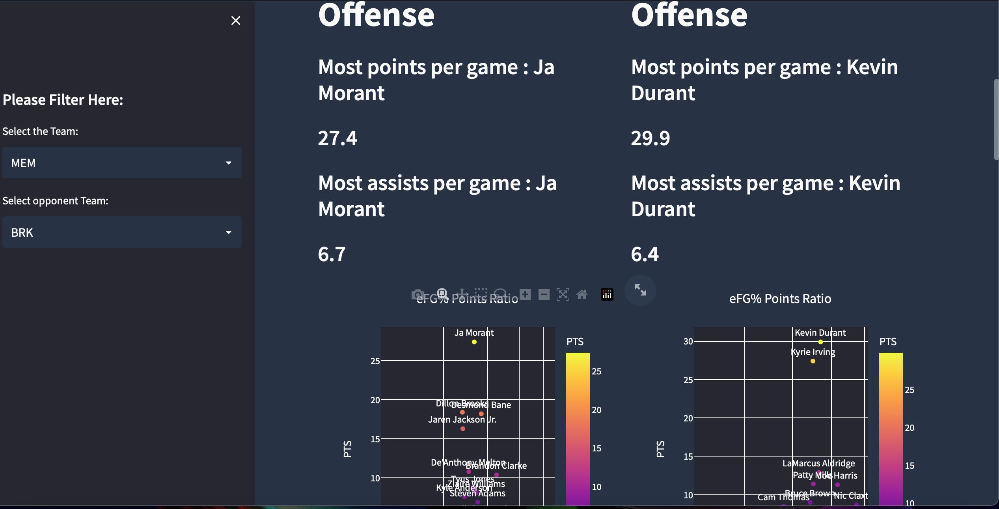 Please Filter Here:
Select the Team:
MEM
Select opponent Team:
BRK
Offense
Most points per game : Ja
Morant
27.4
Most assists per game : Ja
Morant
6.7
eFG% Points Ratio
Ja Morant
25
20
Dillon Brooks
Desmond Bane
Jaren Jackson Jr.
15
PTS
De'Anthony Melton
Brandon Clarke
10
Tyus Jones
Ziaire Williams
Kyle Anderson
Steven Adams
PTS
25
20
15
10
Offense
Most points per game : Kevin
Durant
29.9
Most assists per game : Kevin
Durant
6.4
eFG% Points Ratio
Kevin Durant
30
Kyrie Irving
25
20
15
PTS
LaMarcus Aldridge
Patty Mills
Joe Harris
10
Bruce Brown
Nic Claxt
Cam Thomas
PTS
25
20
15
10